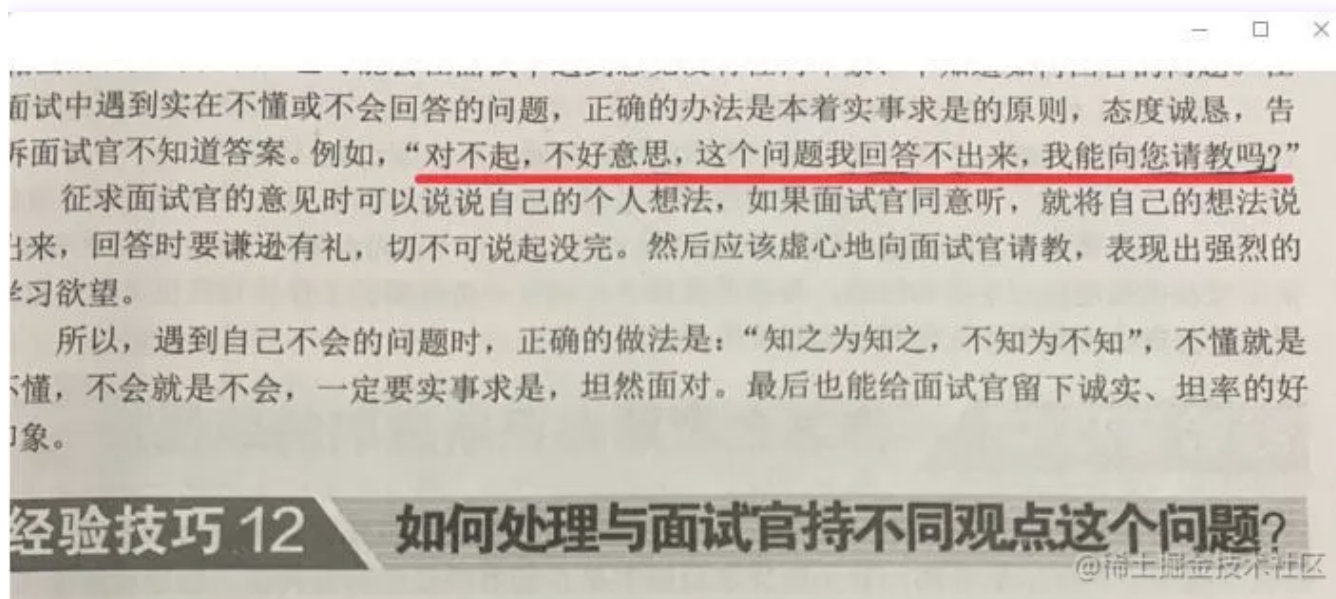 面试中遇到实在不懂或不会回答的问题，正确的办法是本着实事求是的原则，态度诚恳，告
诉面试官不知道答案。例如，“对不起，不好意思，这个问题我回答不出来，我能向您请教吗？”
征求面试官的意见时可以说说自己的个人想法，如果面试官同意听，就将自己的想法说
出来，回答时要谦逊有礼，切不可说起没完。然后应该虚心地向面试官请教，表现出强烈的
学习欲望。
所以，遇到自己不会的问题时，正确的做法是：“知之为知之，不知为不知”，不懂就是
不懂，不会就是不会，一定要实事求是，坦然面对。最后也能给面试官留下诚实、坦率的好
印象。
经验技巧 12 如何处理与面试官持不同观点这个问题?
@稀土掘金技术社区